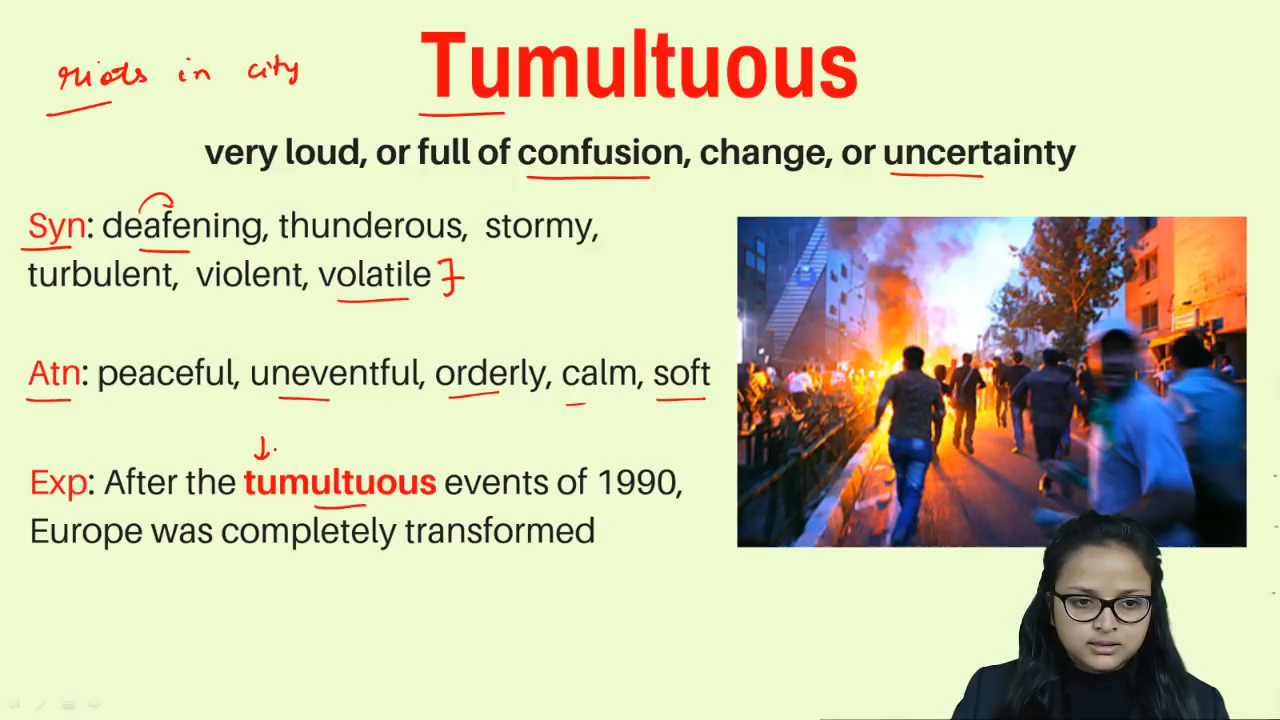 riots in city
Tumultuous
very loud, or full of confusion, change, or uncertainty
Syn: deafening, thunderous, stormy,
turbulent, violent, volatile
Atn: peaceful, uneventful, orderly, calm, soft
Exp: After the tumultuous events of 1990,
Europe was completely transformed